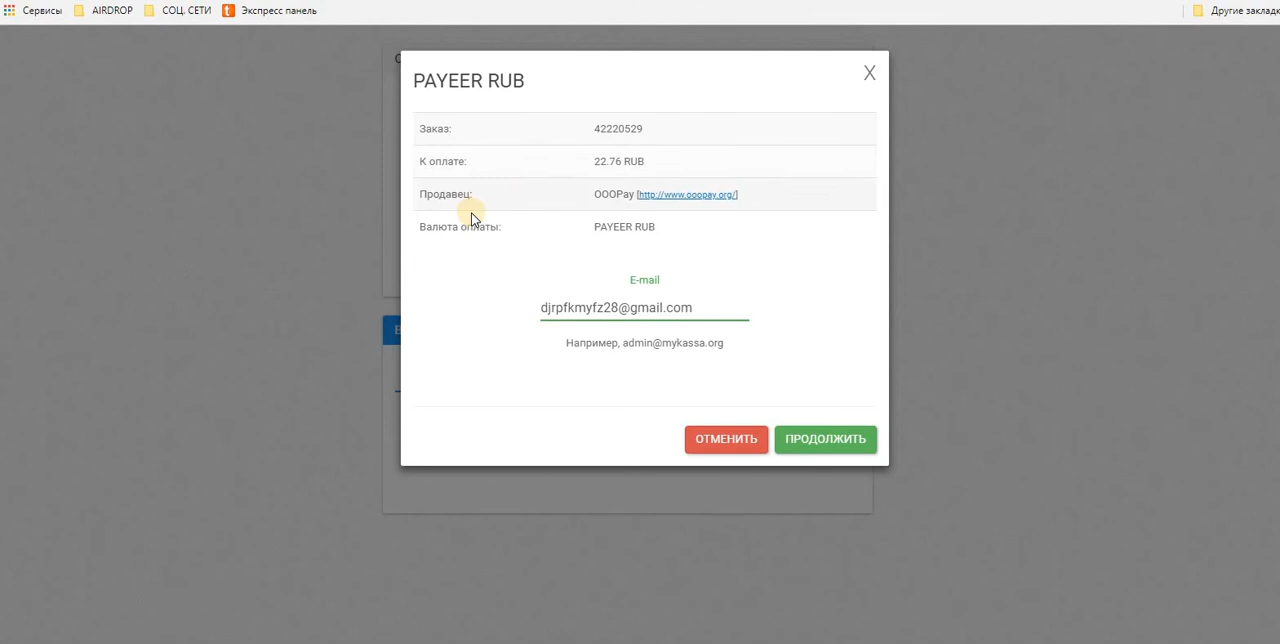 Сервисы AIRDROP СОЦ. СЕТИ Экспресс панель Другие заклад
PAYEER RUB X
Заказ: 42220529
К оплате: 22.76 RUB
Продавец: OOOPay [http://www.ooopay.org/]
Валюта оплаты: PAYEER RUB
E-mail
djrpfkmyfz28@gmail.com
Например, admin@mykassa.org
ОТМЕНИТЬ ПРОДОЛЖИТЬ